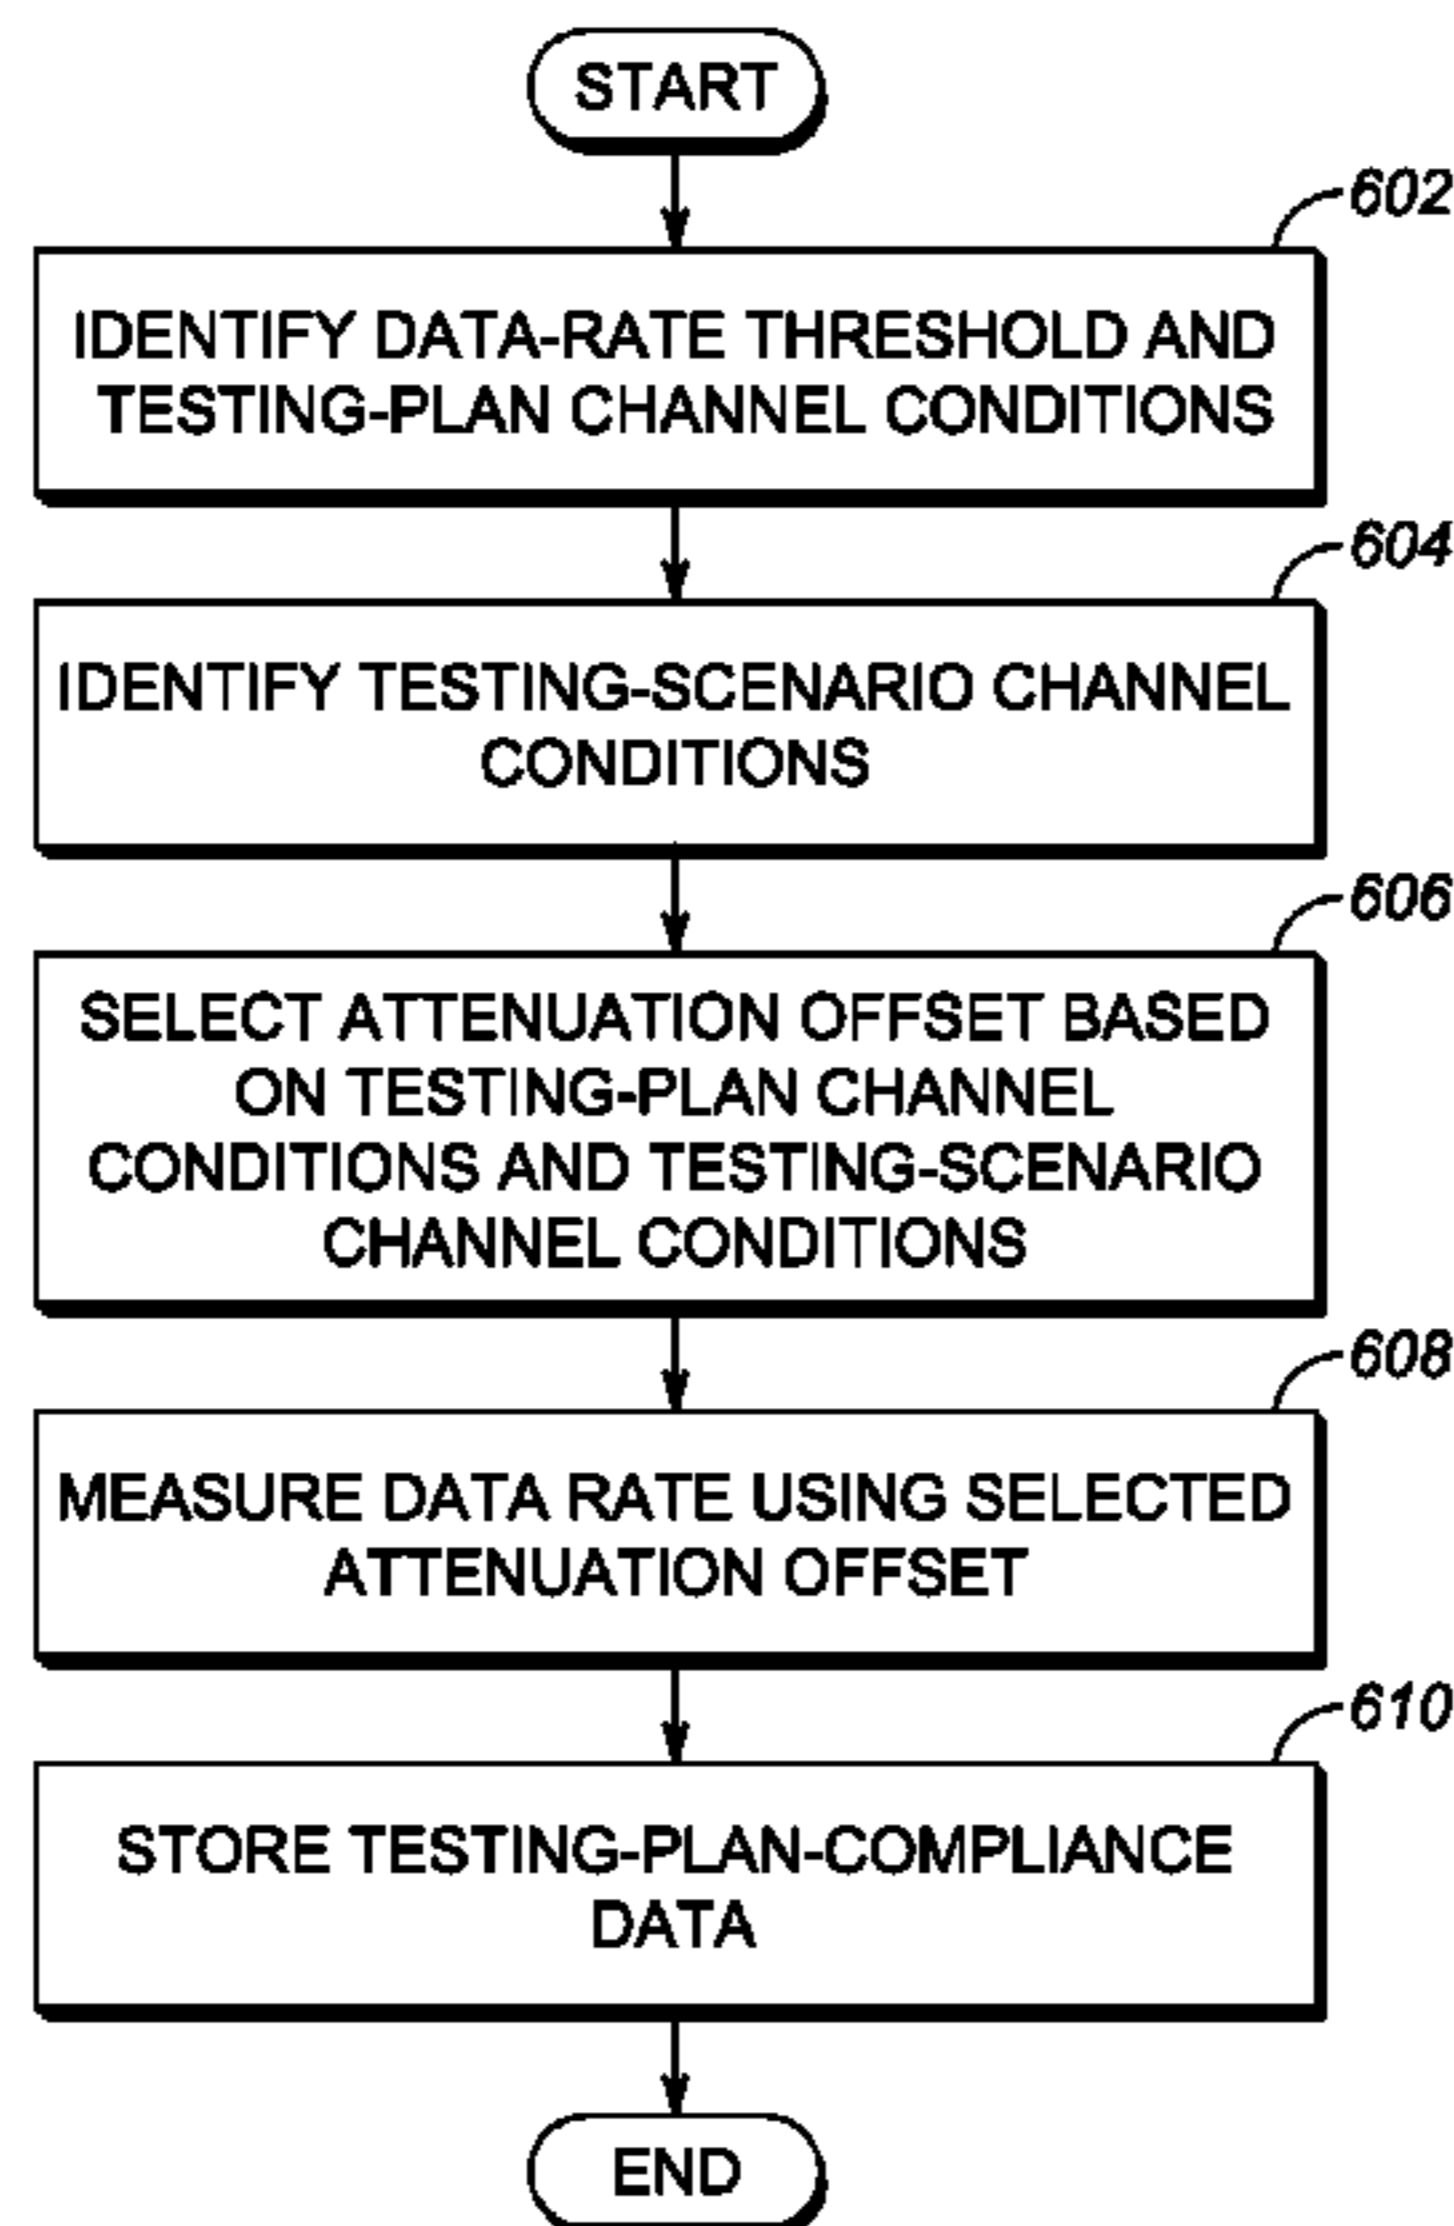 START
602
IDENTIFY DATA-RATE THRESHOLD AND
TESTING-PLAN CHANNEL CONDITIONS
604
IDENTIFY TESTING-SCENARIO CHANNEL
CONDITIONS
606
SELECT ATTENUATION OFFSET BASED
ON TESTING-PLAN CHANNEL
CONDITIONS AND TESTING-SCENARIO
CHANNEL CONDITIONS
608
MEASURE DATA RATE USING SELECTED
ATTENUATION OFFSET
610
STORE TESTING-PLAN-COMPLIANCE
DATA
END